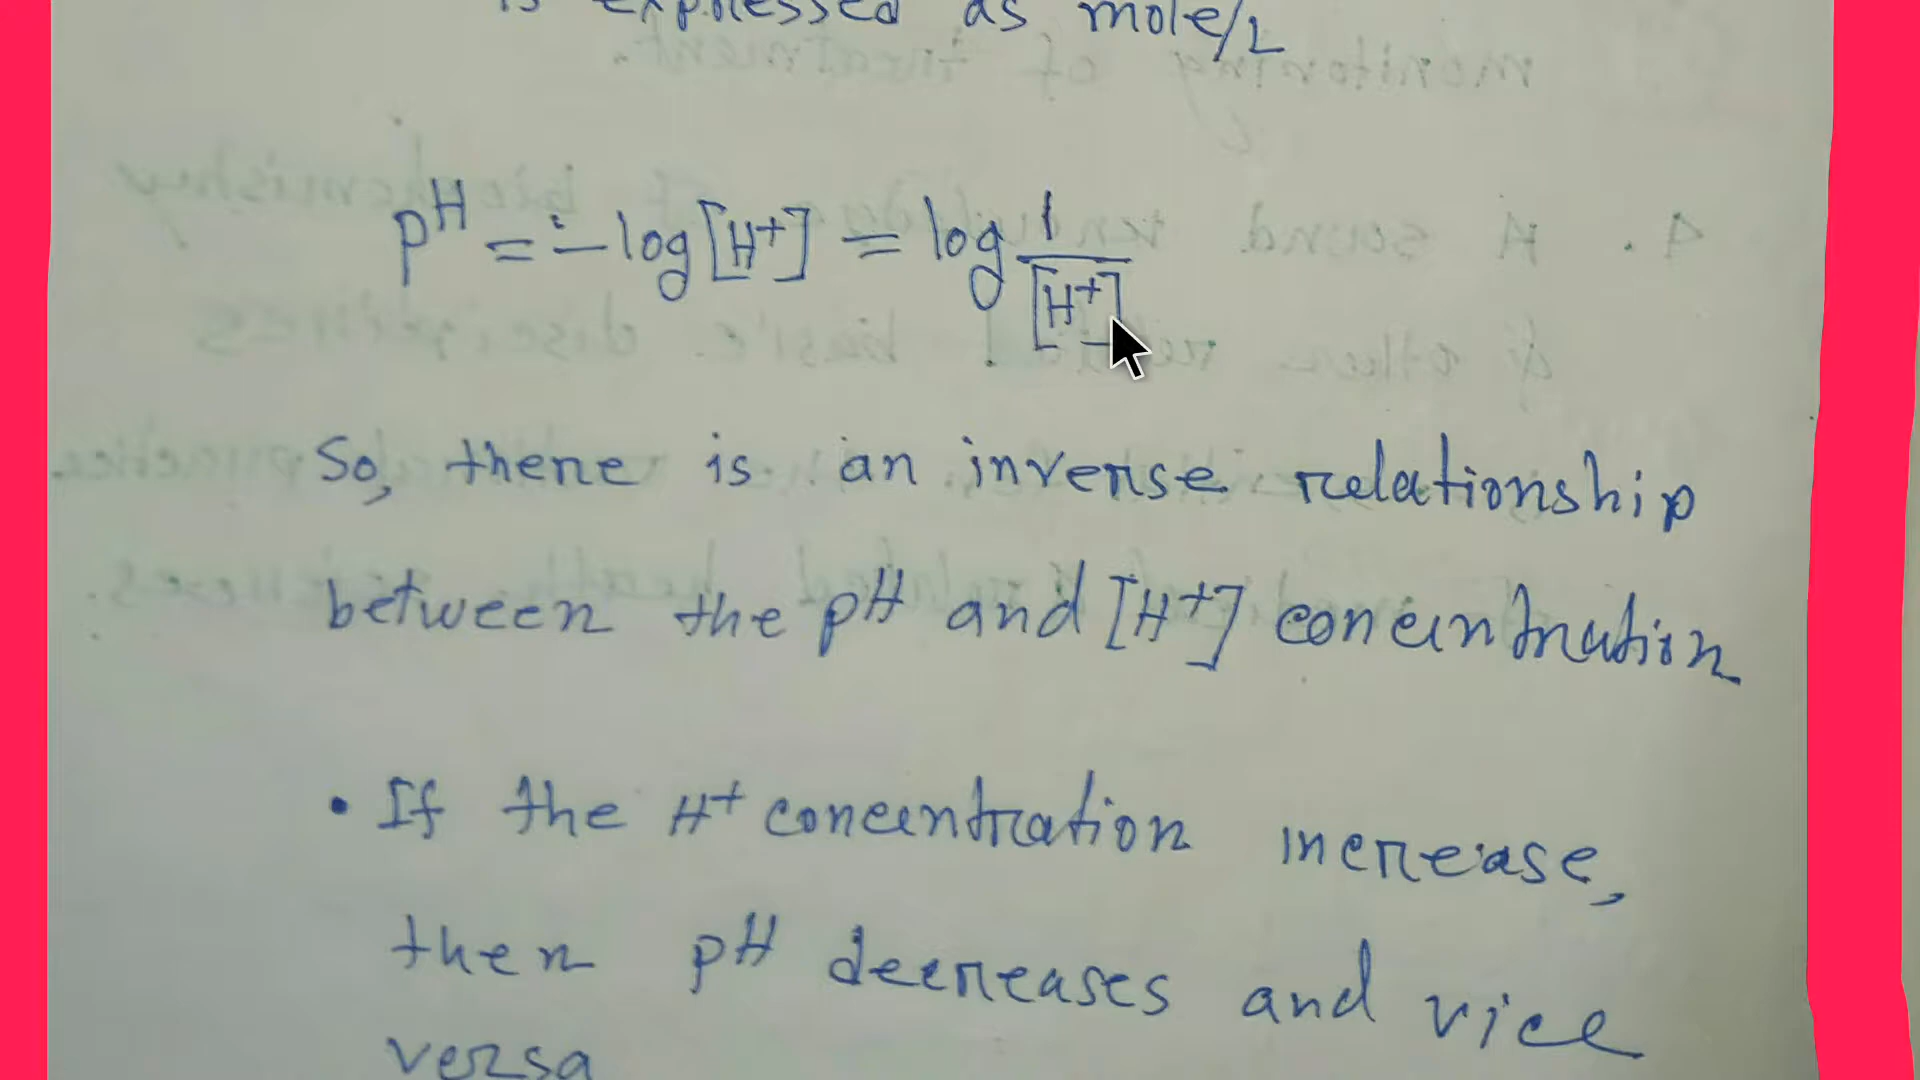 is expressed as mole/L
pH = - log [H+] = log 1/[H+]
So, there is an inverse relationship
between the pH and [H+] concentration
• If the H+ concentration increase,
then pH decreases and vice
versa